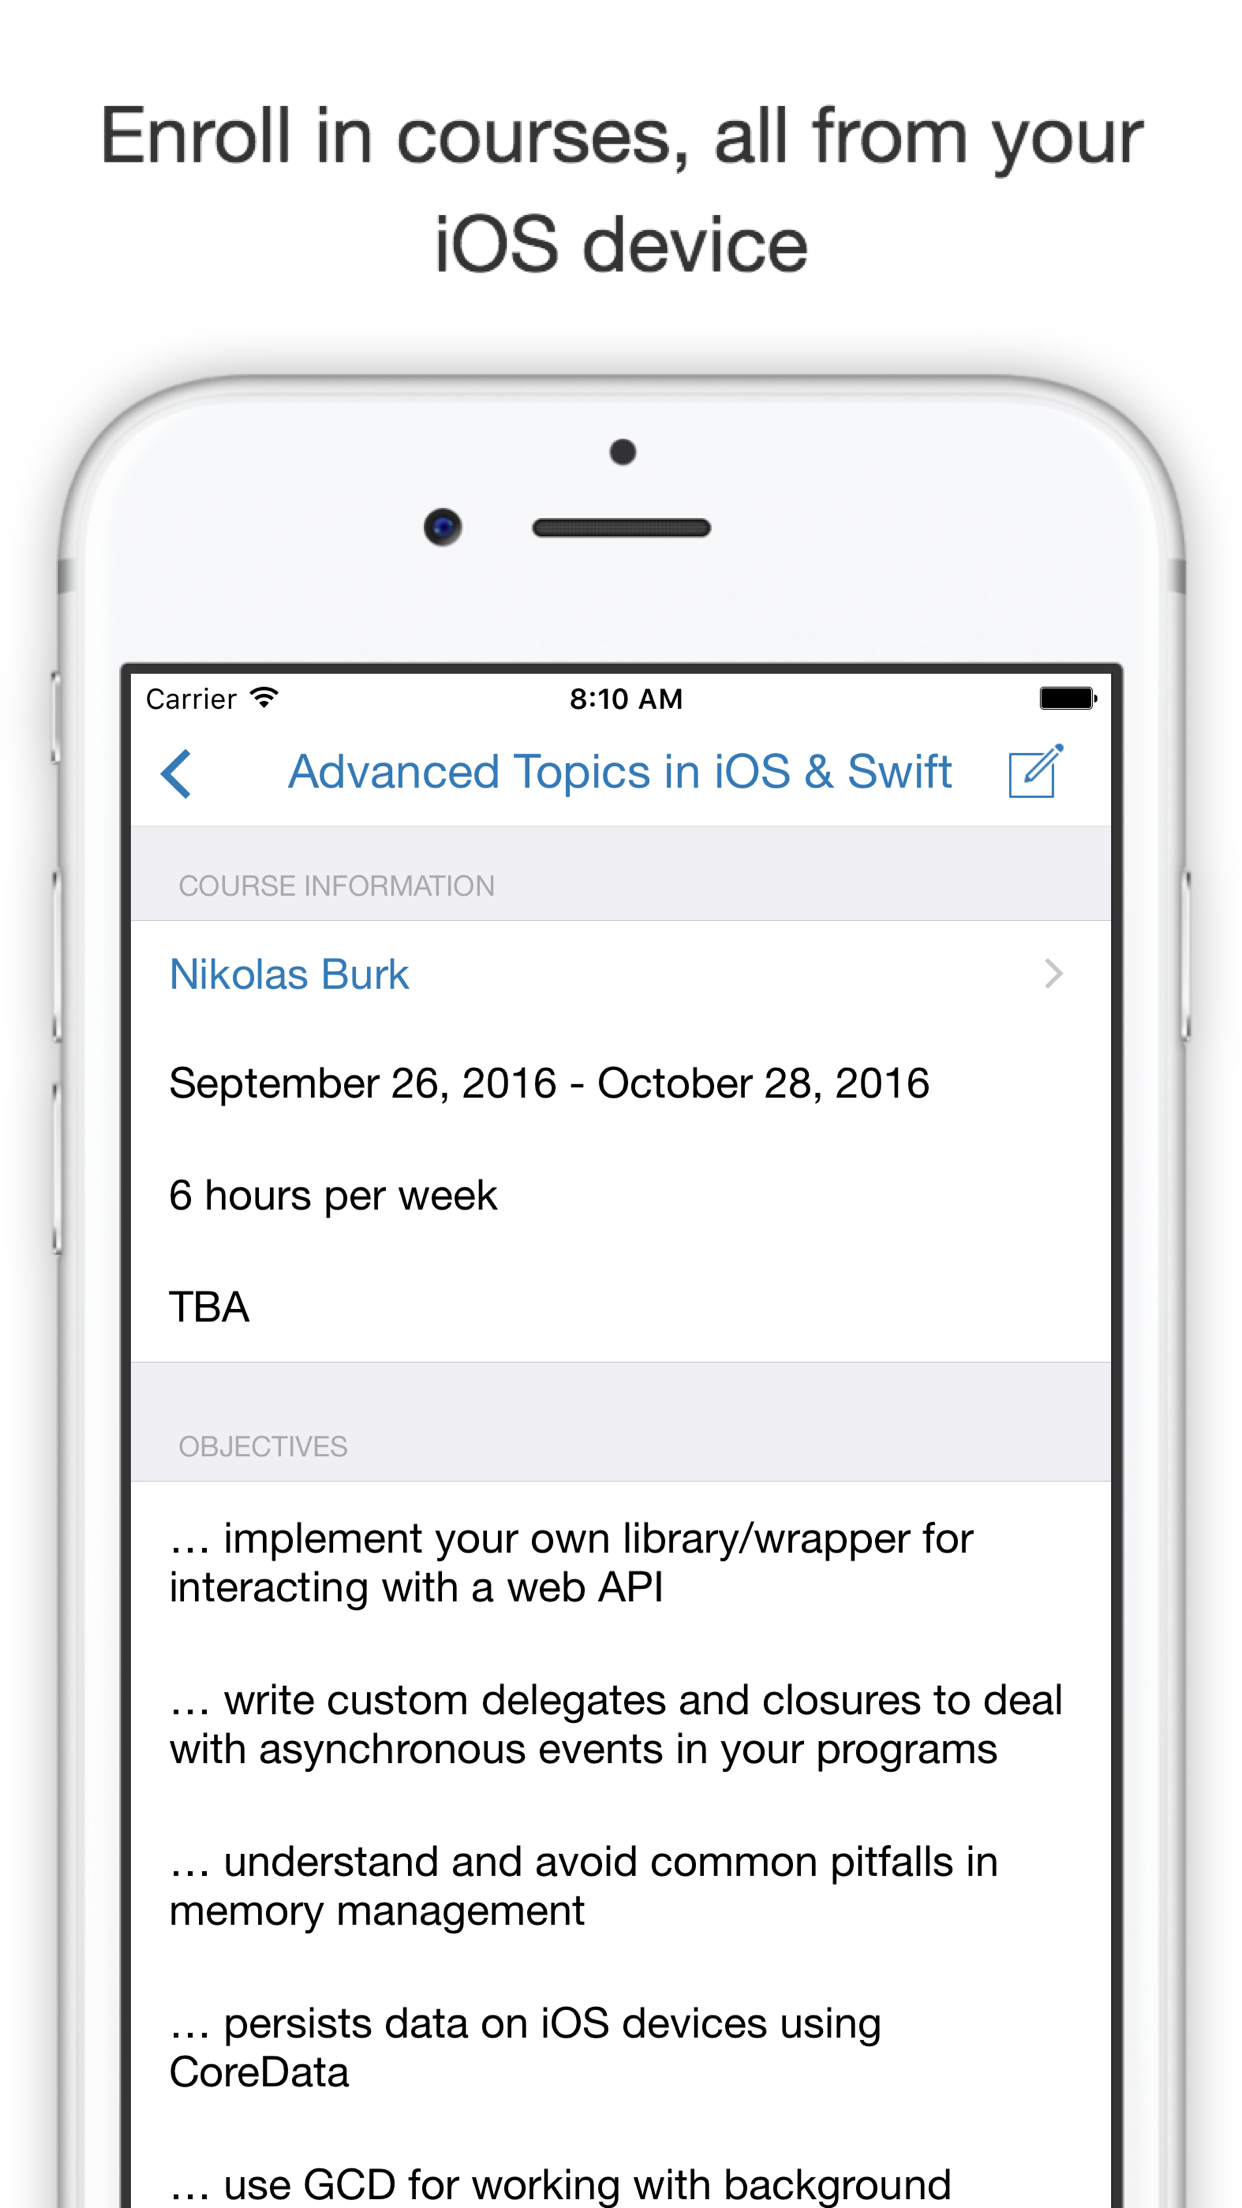 Enroll in courses, all from your
iOS device
Carrier
8:10 AM
Advanced Topics in iOS & Swift
COURSE INFORMATION
Nikolas Burk
September 26, 2016 - October 28, 2016
6 hours per week
TBA
OBJECTIVES
… implement your own library/wrapper for
interacting with a web API
… write custom delegates and closures to deal
with asynchronous events in your programs
… understand and avoid common pitfalls in
memory management
… persists data on iOS devices using
CoreData
… use GCD for working with background